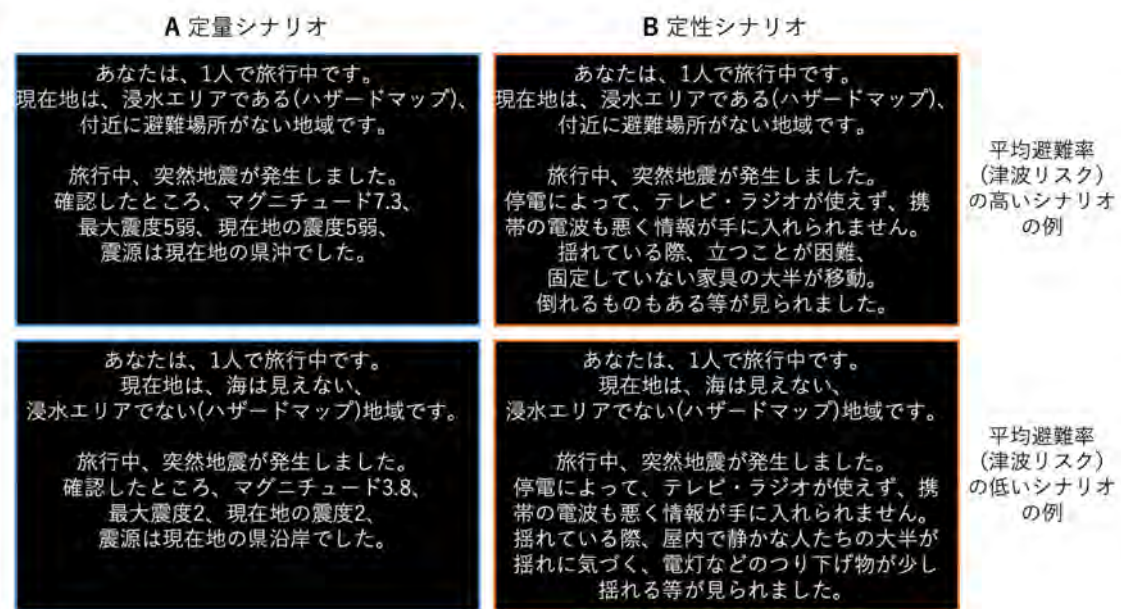 A 定量シナリオ
B 定性シナリオ
あなたは、1人で旅行中です。
現在地は、浸水エリアである(ハザードマップ)、
付近に避難場所がない地域です。
旅行中、突然地震が発生しました。
確認したところ、マグニチュード7.3、
最大震度5弱、現在地の震度5弱、
震源は現在地の県沖でした。
あなたは、1人で旅行中です。
現在地は、浸水エリアである(ハザードマップ)、
付近に避難場所がない地域です。
旅行中、突然地震が発生しました。
停電によって、テレビ・ラジオが使えず、携
帯の電波も悪く情報が手に入れられません。
揺れている際、立つことが困難、
固定していない家具の大半が移動。
倒れるものもある等が見られました。
平均避難率
(津波リスク)
の高いシナリオ
の例
あなたは、1人で旅行中です。
現在地は、海は見えない、
浸水エリアでない(ハザードマップ)地域です。
旅行中、突然地震が発生しました。
確認したところ、マグニチュード3.8、
最大震度2、現在地の震度2、
震源は現在地の県沿岸でした。
あなたは、1人で旅行中です。
現在地は、海は見えない、
浸水エリアでない(ハザードマップ)地域です。
旅行中、突然地震が発生しました。
停電によって、テレビ・ラジオが使えず、携
帯の電波も悪く情報が手に入れられません。
揺れている際、屋内で静かな人たちの大半が
揺れに気づく、電灯などのつり下げ物が少し
揺れる等が見られました。
平均避難率
(津波リスク)
の低いシナリオ
の例